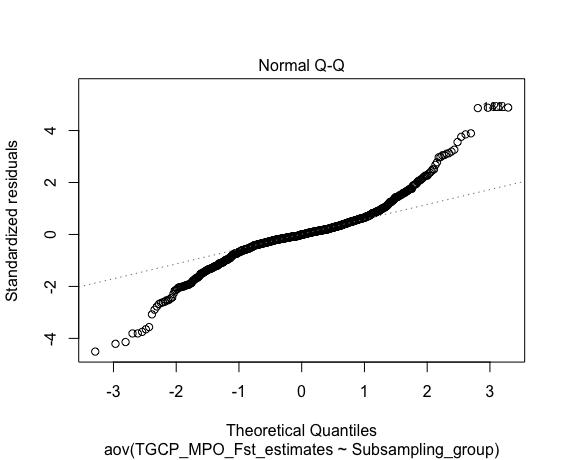 Normal Q-Q
Standardized residuals
4
2
0
-2
-4
-3 -2 -1 0 1 2 3
Theoretical Quantiles
aov(TGCP_MPO_Fst_estimates ~ Subsampling_group)